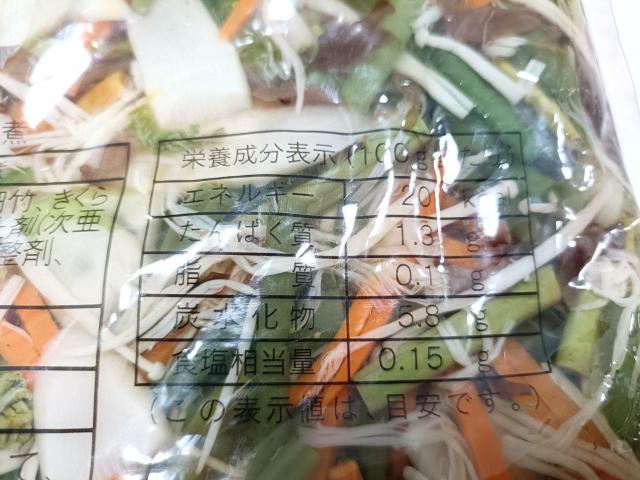 煮
栄養成分表示(100g当たり)
エネルギー 20 Kcal
たんぱく質 1.3 g
脂質 0.1 g
炭水化物 5.8 g
食塩相当量 0.15 g
(この表示値は、目安です。)
竹 きくら
剤(次亜
整剤、
て、